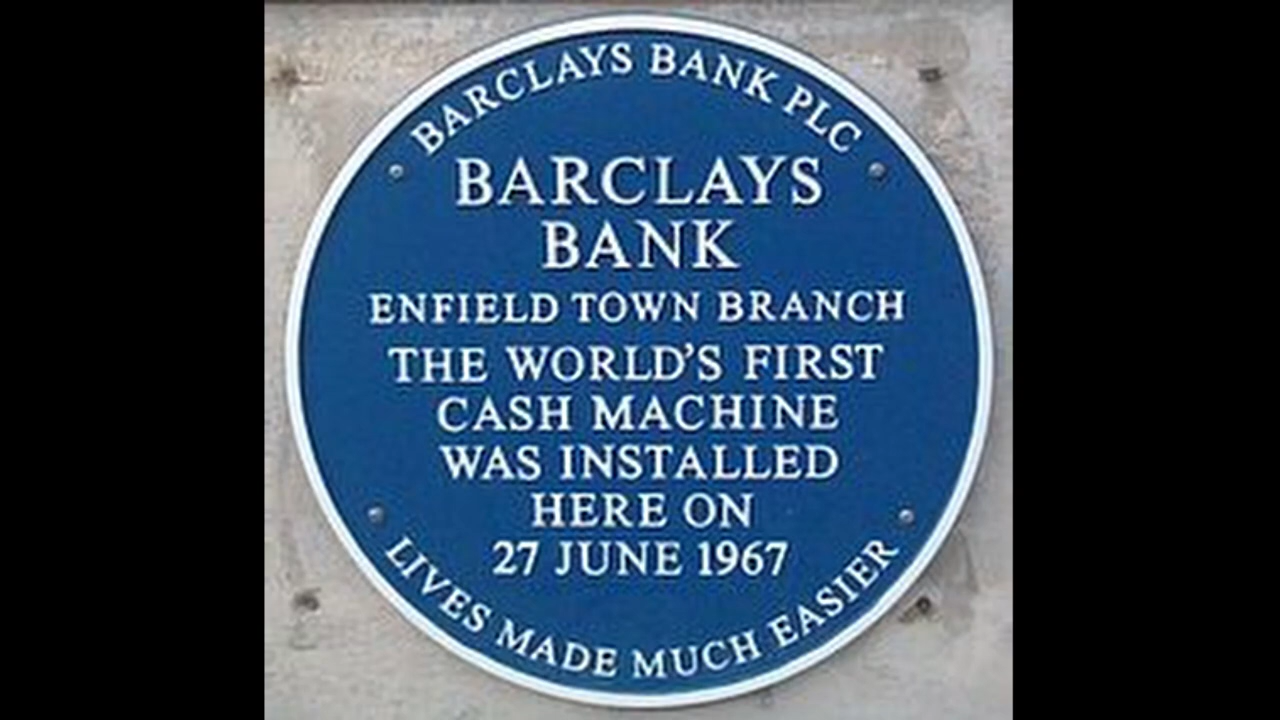 BARCLAYS BANK PLC
BARCLAYS
BANK
ENFIELD TOWN BRANCH
THE WORLD'S FIRST
CASH MACHINE
WAS INSTALLED
HERE ON
27 JUNE 1967
LIVES MADE MUCH EASIER